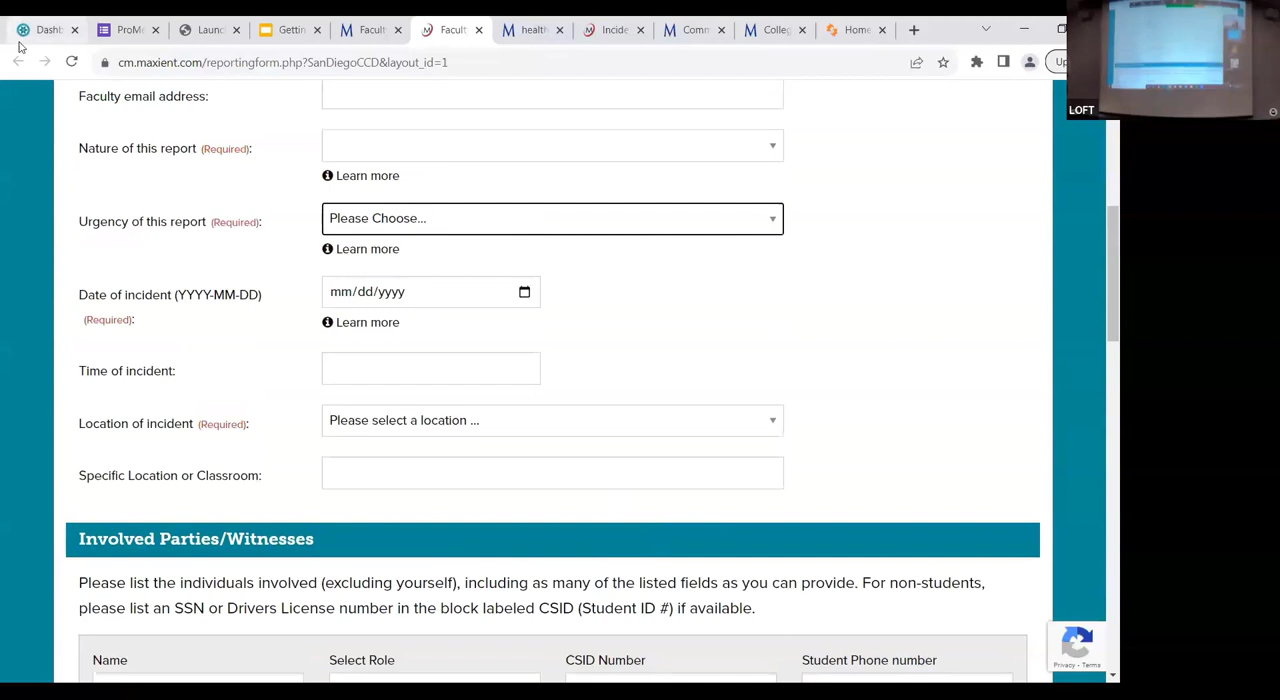 Dashb
ProMe
Launc
Gettin
Faculty
Facult
health
Incide
Comm
Colleg
Home
cm.maxient.com/reportingform.php?SanDiegoCCD&layout_id=1
Up
LOFT
Faculty email address:
Nature of this report (Required):
Learn more
Urgency of this report (Required):
Please Choose...
Learn more
Date of incident (YYYY-MM-DD)
(Required):
mm/dd/yyyy
Learn more
Time of incident:
Location of incident (Required):
Please select a location ...
Specific Location or Classroom:
Involved Parties/Witnesses
Please list the individuals involved (excluding yourself), including as many of the listed fields as you can provide. For non-students,
please list an SSN or Drivers License number in the block labeled CSID (Student ID #) if available.
Name
Select Role
CSID Number
Student Phone number
Privacy - Terms